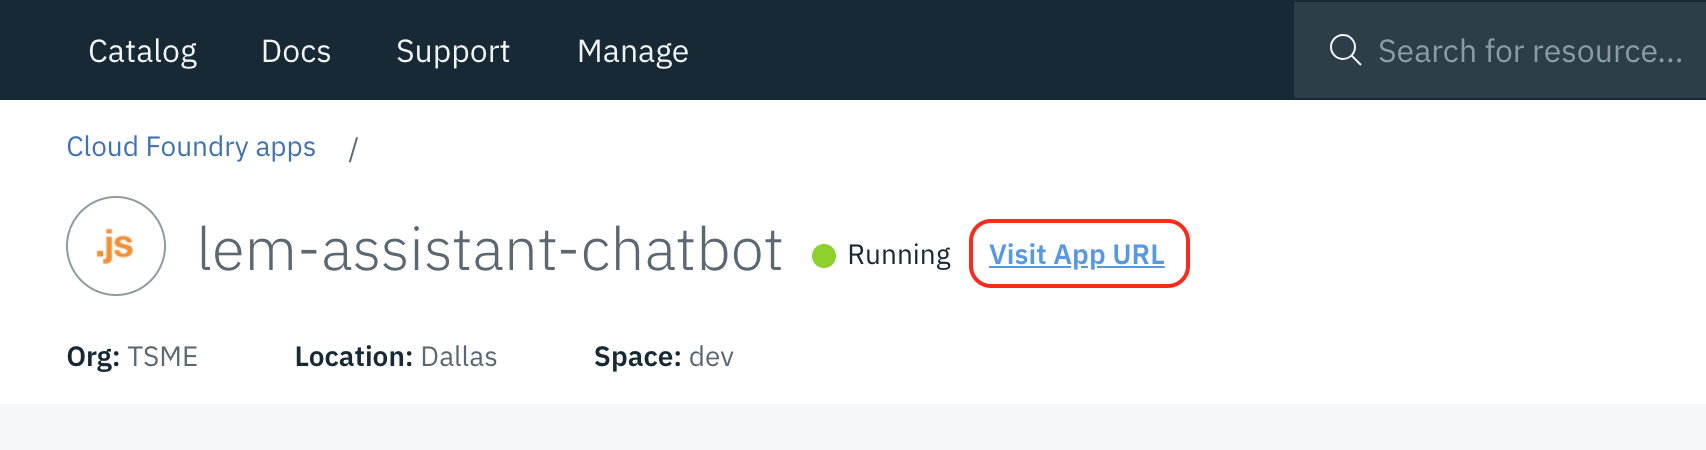 Catalog Docs Support Manage Search for resource...
Cloud Foundry apps /
.js lem-assistant-chatbot Running Visit App URL
Org: TSME Location: Dallas Space: dev